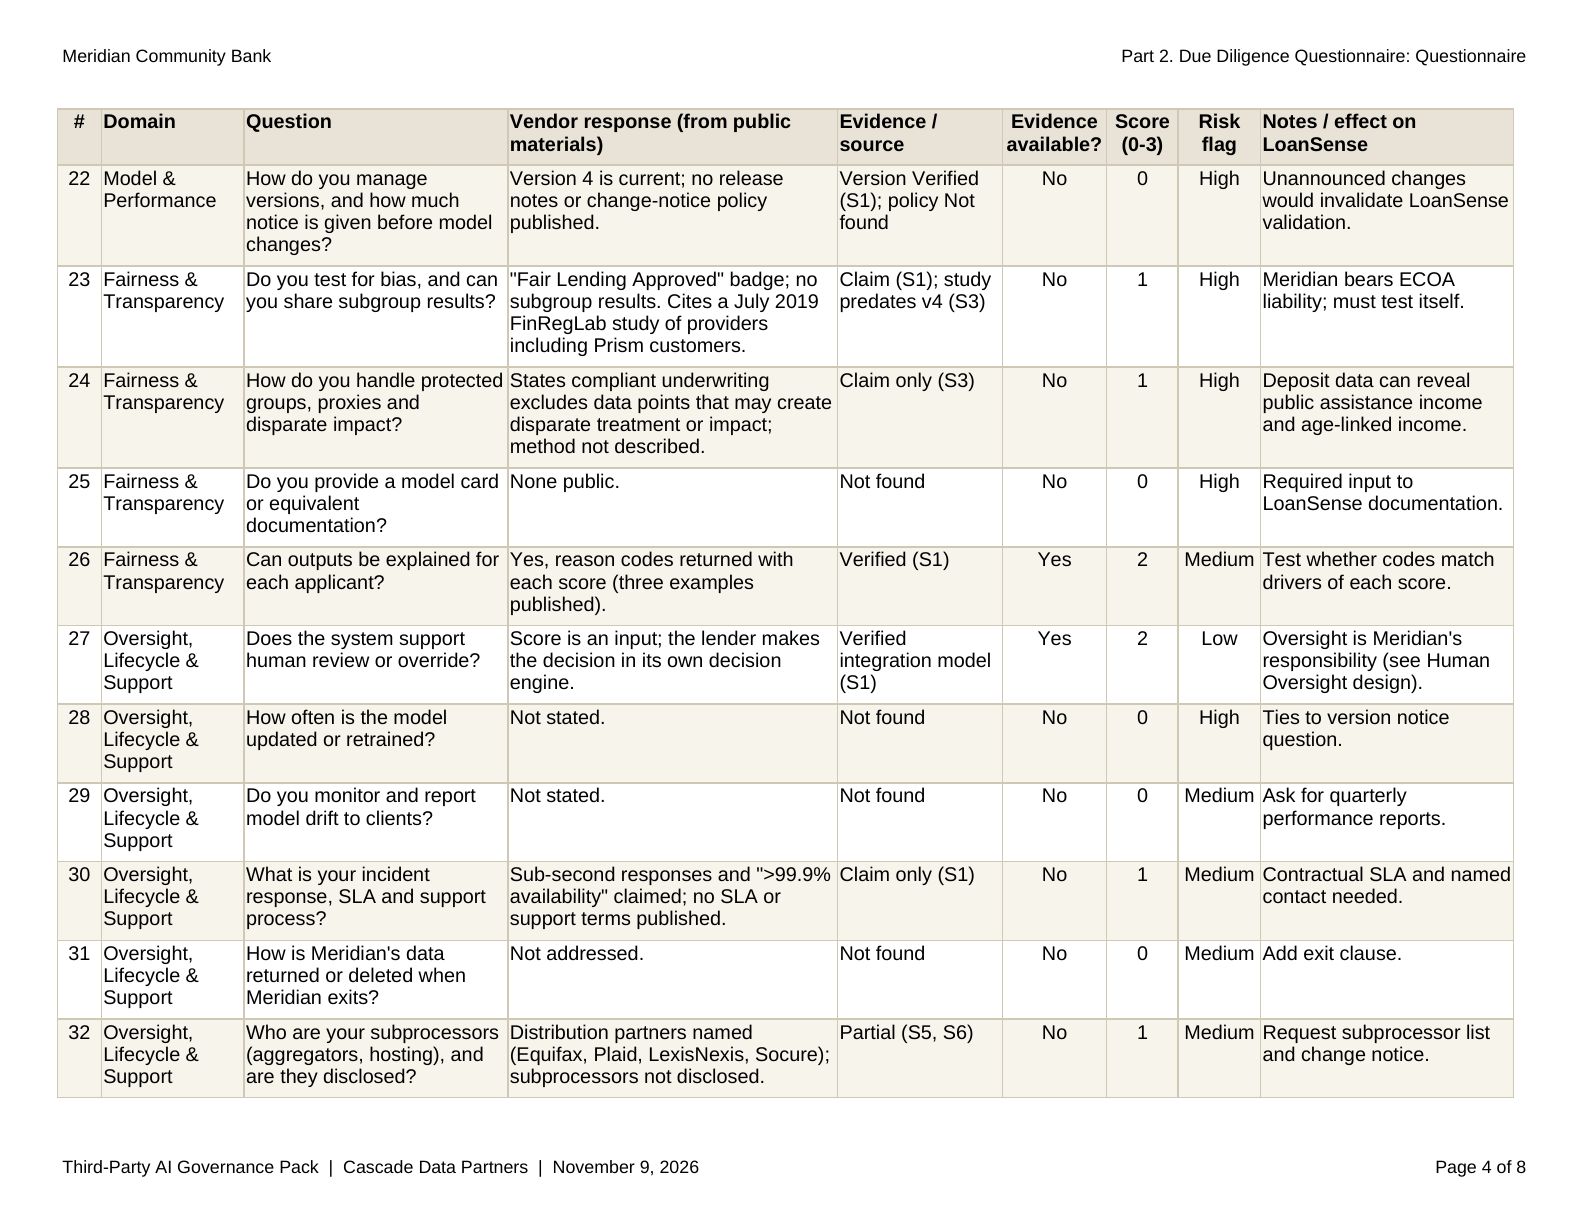 Meridian Community Bank
Part 2. Due Diligence Questionnaire: Questionnaire
# Domain Question Vendor response (from public materials) Evidence / source Evidence available? Score (0-3) Risk flag Notes / effect on LoanSense
22 Model & Performance How do you manage versions, and how much notice is given before model changes? Version 4 is current; no release notes or change-notice policy published. Version Verified (S1); policy Not found No 0 High Unannounced changes would invalidate LoanSense validation.
23 Fairness & Transparency Do you test for bias, and can you share subgroup results? "Fair Lending Approved" badge; no subgroup results. Cites a July 2019 FinRegLab study of providers including Prism customers. Claim (S1); study predates v4 (S3) No 1 High Meridian bears ECOA liability; must test itself.
24 Fairness & Transparency How do you handle protected groups, proxies and disparate impact? States compliant underwriting excludes data points that may create disparate treatment or impact; method not described. Claim only (S3) No 1 High Deposit data can reveal public assistance income and age-linked income.
25 Fairness & Transparency Do you provide a model card or equivalent documentation? None public. Not found No 0 High Required input to LoanSense documentation.
26 Fairness & Transparency Can outputs be explained for each applicant? Yes, reason codes returned with each score (three examples published). Verified (S1) Yes 2 Medium Test whether codes match drivers of each score.
27 Oversight, Lifecycle & Support Does the system support human review or override? Score is an input; the lender makes the decision in its own decision engine. Verified integration model (S1) Yes 2 Low Oversight is Meridian's responsibility (see Human Oversight design).
28 Oversight, Lifecycle & Support How often is the model updated or retrained? Not stated. Not found No 0 High Ties to version notice question.
29 Oversight, Lifecycle & Support Do you monitor and report model drift to clients? Not stated. Not found No 0 Medium Ask for quarterly performance reports.
30 Oversight, Lifecycle & Support What is your incident response, SLA and support process? Sub-second responses and ">99.9% availability" claimed; no SLA or support terms published. Claim only (S1) No 1 Medium Contractual SLA and named contact needed.
31 Oversight, Lifecycle & Support How is Meridian's data returned or deleted when Meridian exits? Not addressed. Not found No 0 Medium Add exit clause.
32 Oversight, Lifecycle & Support Who are your subprocessors (aggregators, hosting), and are they disclosed? Distribution partners named (Equifax, Plaid, LexisNexis, Socure); subprocessors not disclosed. Partial (S5, S6) No 1 Medium Request subprocessor list and change notice.
Third-Party AI Governance Pack | Cascade Data Partners | November 9, 2026
Page 4 of 8